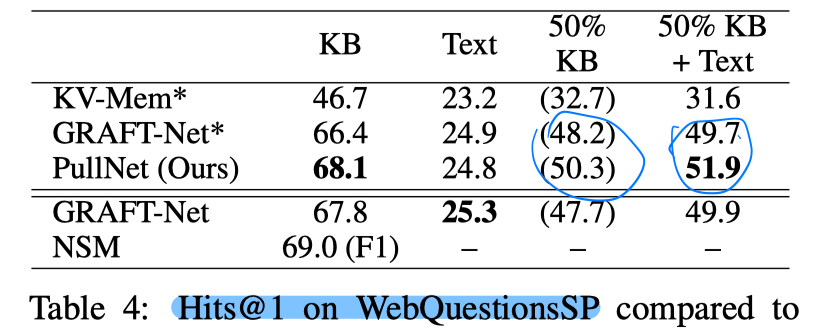 KB Text 50% KB 50% KB + Text
KV-Mem* 46.7 23.2 (32.7) 31.6
GRAFT-Net* 66.4 24.9 (48.2) 49.7
PullNet (Ours) 68.1 24.8 (50.3) 51.9
GRAFT-Net 67.8 25.3 (47.7) 49.9
NSM 69.0 (F1) – – –
Table 4: Hits@1 on WebQuestionsSP compared to